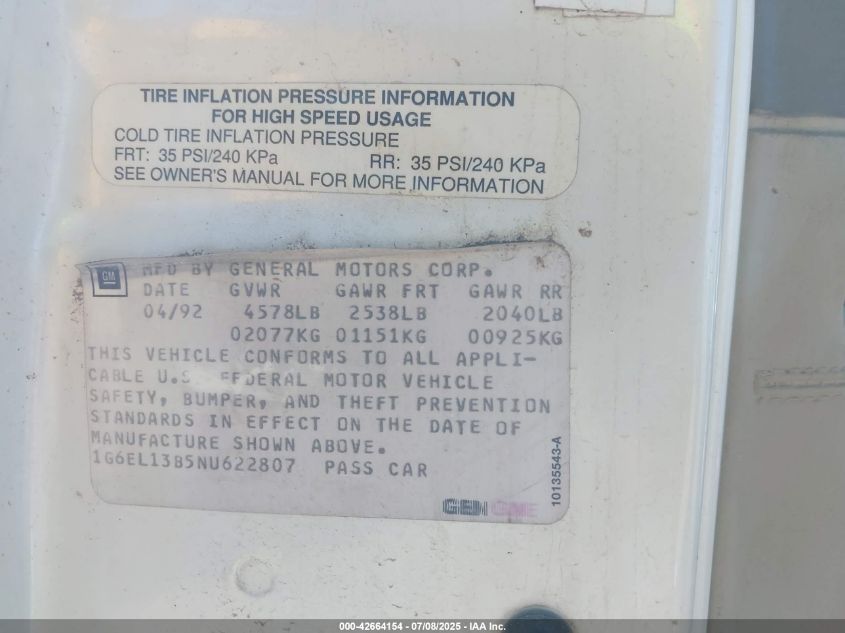 TIRE INFLATION PRESSURE INFORMATION
FOR HIGH SPEED USAGE
COLD TIRE INFLATION PRESSURE
FRT: 35 PSI/240 KPa RR: 35 PSI/240 KPa
SEE OWNER'S MANUAL FOR MORE INFORMATION
GM
MFD BY GENERAL MOTORS CORP.
DATE GVWR GAWR FRT GAWR RR
04/92 4578LB 2538LB 2040LB
02077KG 01151KG 00925KG
THIS VEHICLE CONFORMS TO ALL APPLI-
CABLE U.S. FEDERAL MOTOR VEHICLE
SAFETY, BUMPER, AND THEFT PREVENTION
STANDARDS IN EFFECT ON THE DATE OF
MANUFACTURE SHOWN ABOVE.
1G6EL13B5NU622807 PASS CAR
10135543-A
000-42664154 - 07/08/2025 - IAA Inc.